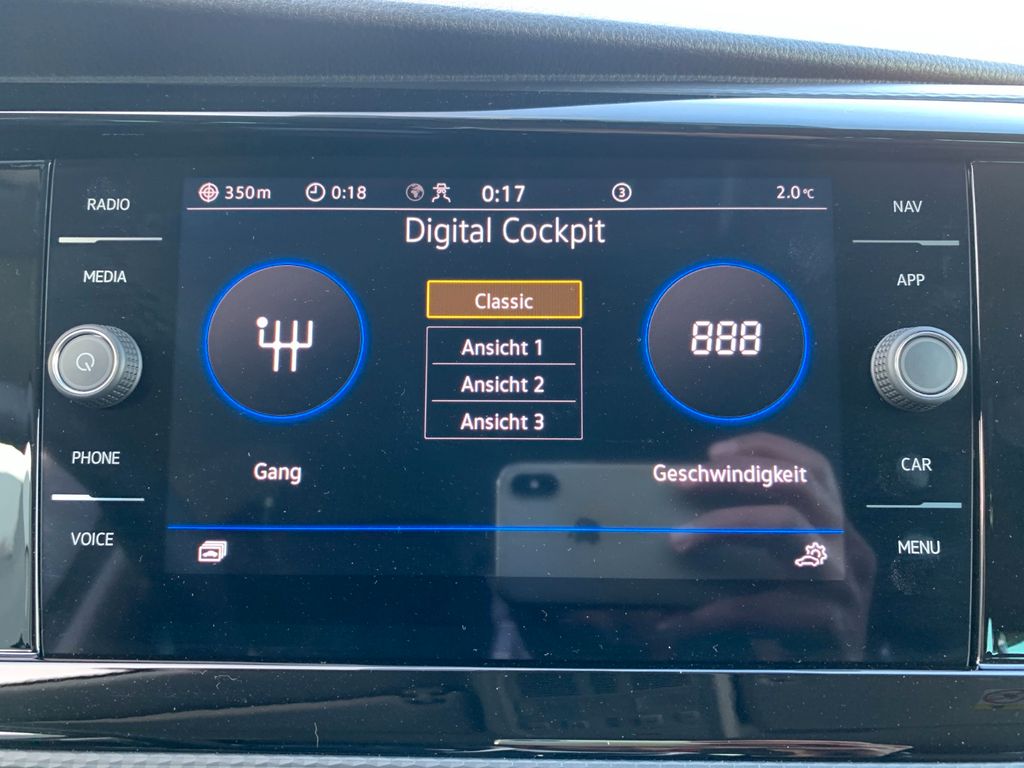 RADIO
MEDIA
PHONE
VOICE
350m 0:18 0:17 3 2.0°C
Digital Cockpit
Classic
Ansicht 1
Ansicht 2
Ansicht 3
888
Gang
Geschwindigkeit
NAV
APP
CAR
MENU